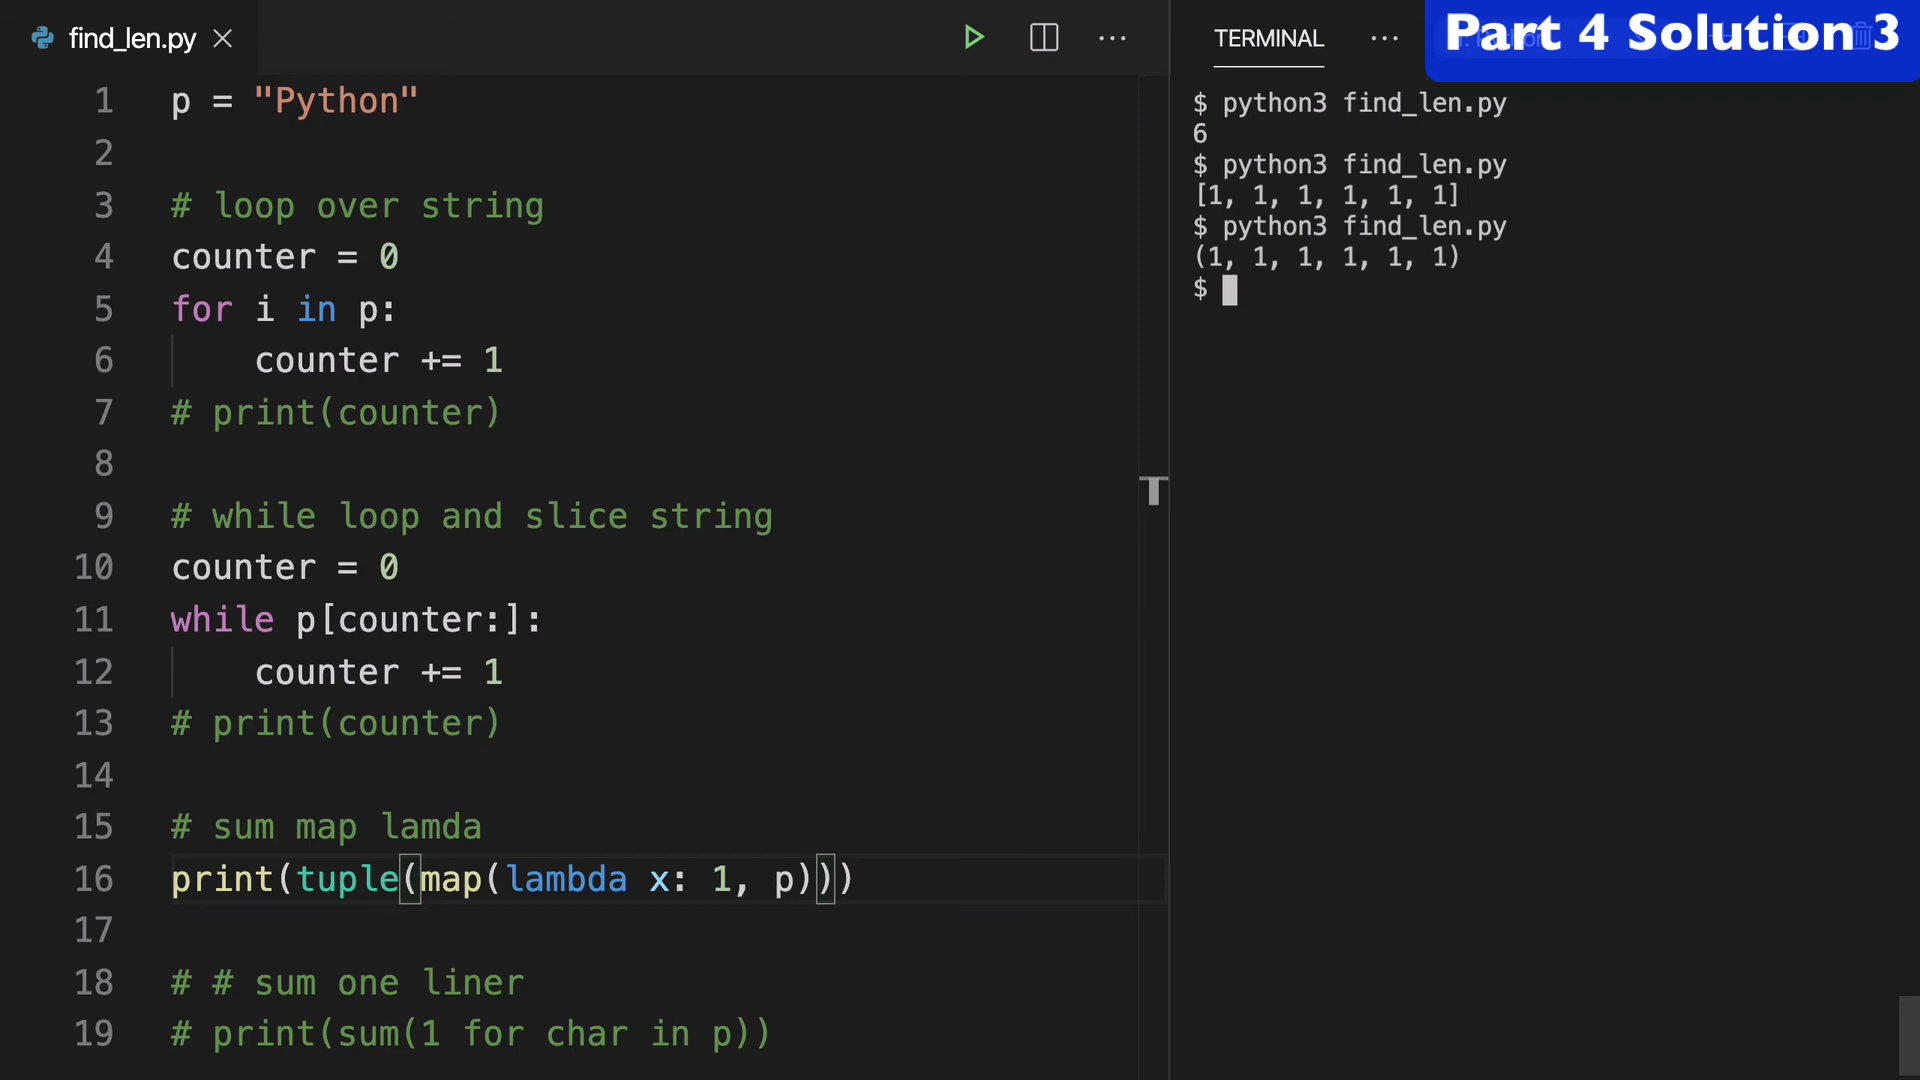 find_len.py
1 p = "Python"
2
3 # loop over string
4 counter = 0
5 for i in p:
6 counter += 1
7 # print(counter)
8
9 # while loop and slice string
10 counter = 0
11 while p[counter:]:
12 counter += 1
13 # print(counter)
14
15 # sum map lamda
16 print(tuple(map(lambda x: 1, p)))
17
18 # # sum one liner
19 # print(sum(1 for char in p))
TERMINAL
Part 4 Solution 3
$ python3 find_len.py
6
$ python3 find_len.py
[1, 1, 1, 1, 1, 1]
$ python3 find_len.py
(1, 1, 1, 1, 1, 1)
$